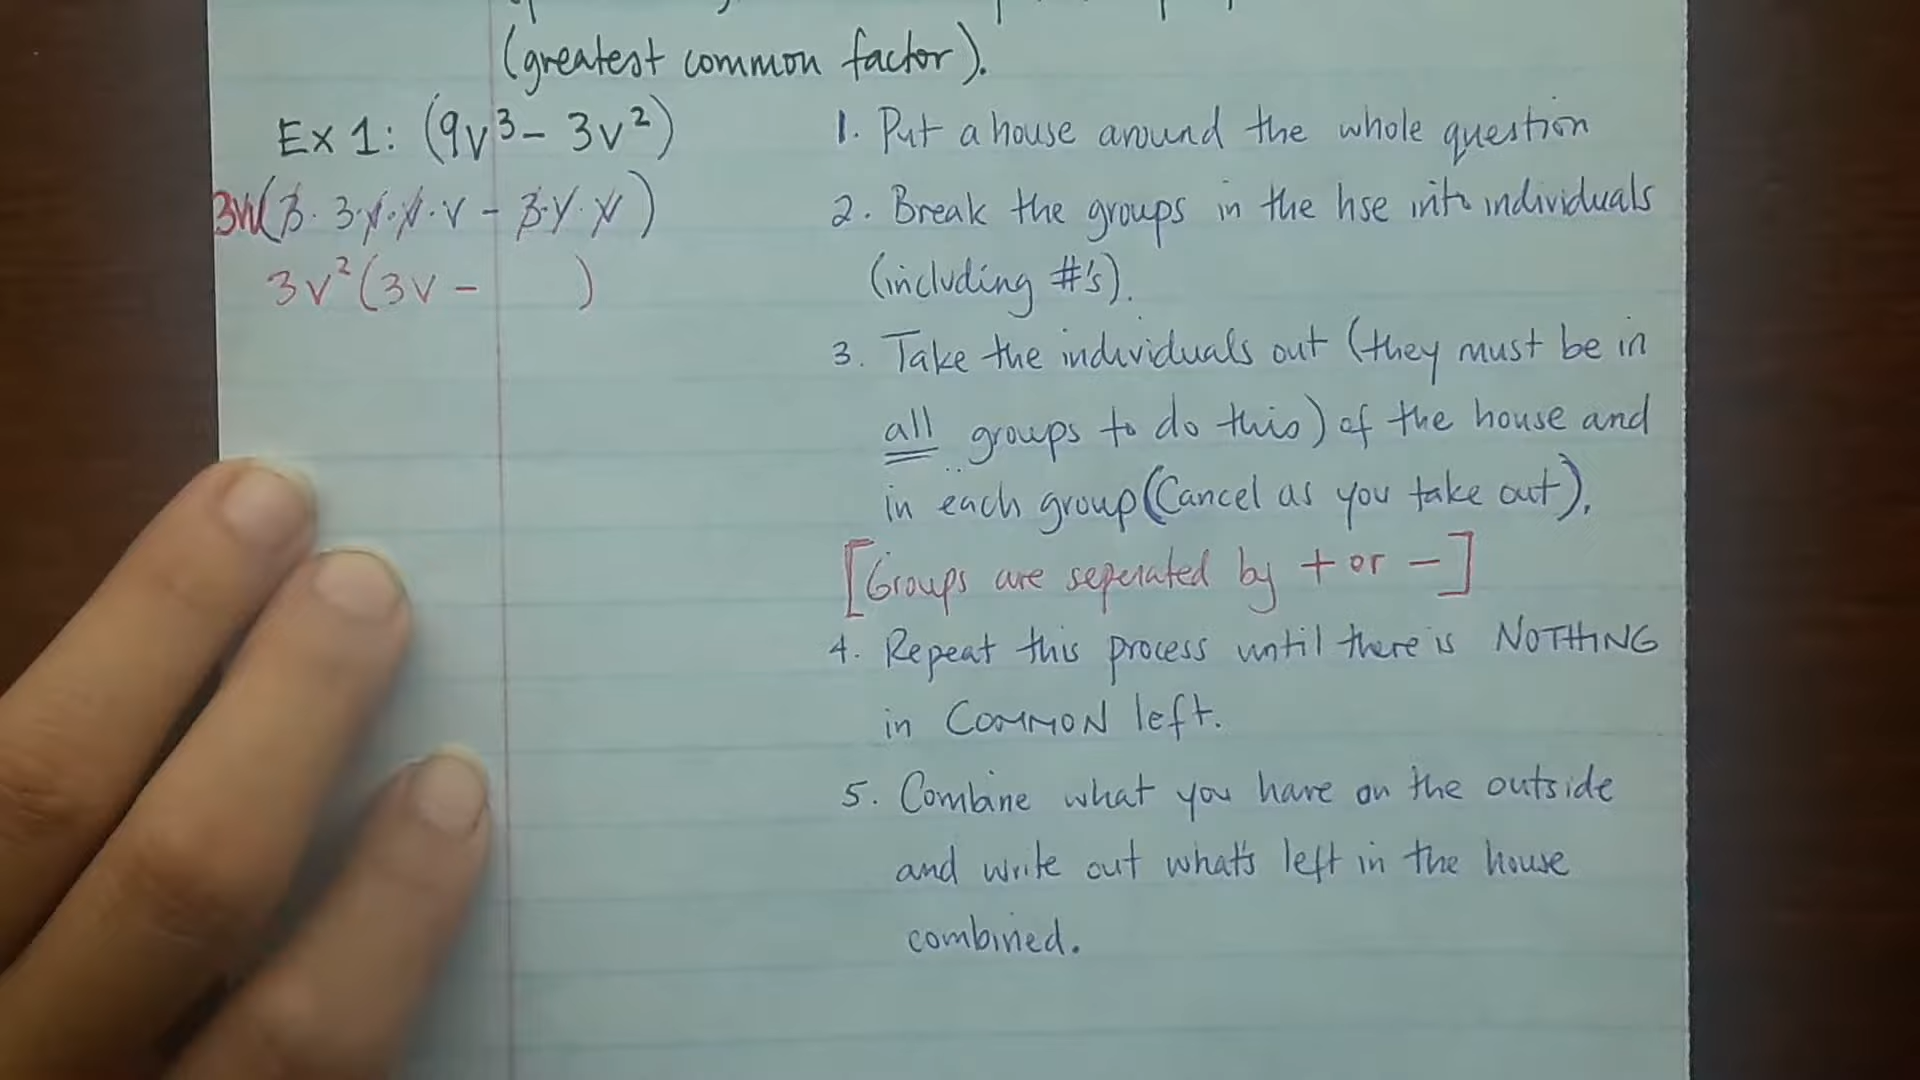 (greatest common factor).
Ex 1: (9v³ - 3v²)
3vv(3·3·v·v·v - 3·v·v)
3v²(3v - )
1. Put a house around the whole question
2. Break the groups in the hse into individuals
(including #'s).
3. Take the individuals out (they must be in
all groups to do this) of the house and
in each group (Cancel as you take out).
[Groups are seperated by + or -]
4. Repeat this process until there is NOTHING
in COMMON left.
5. Combine what you have on the outside
and write out what's left in the house
combined.